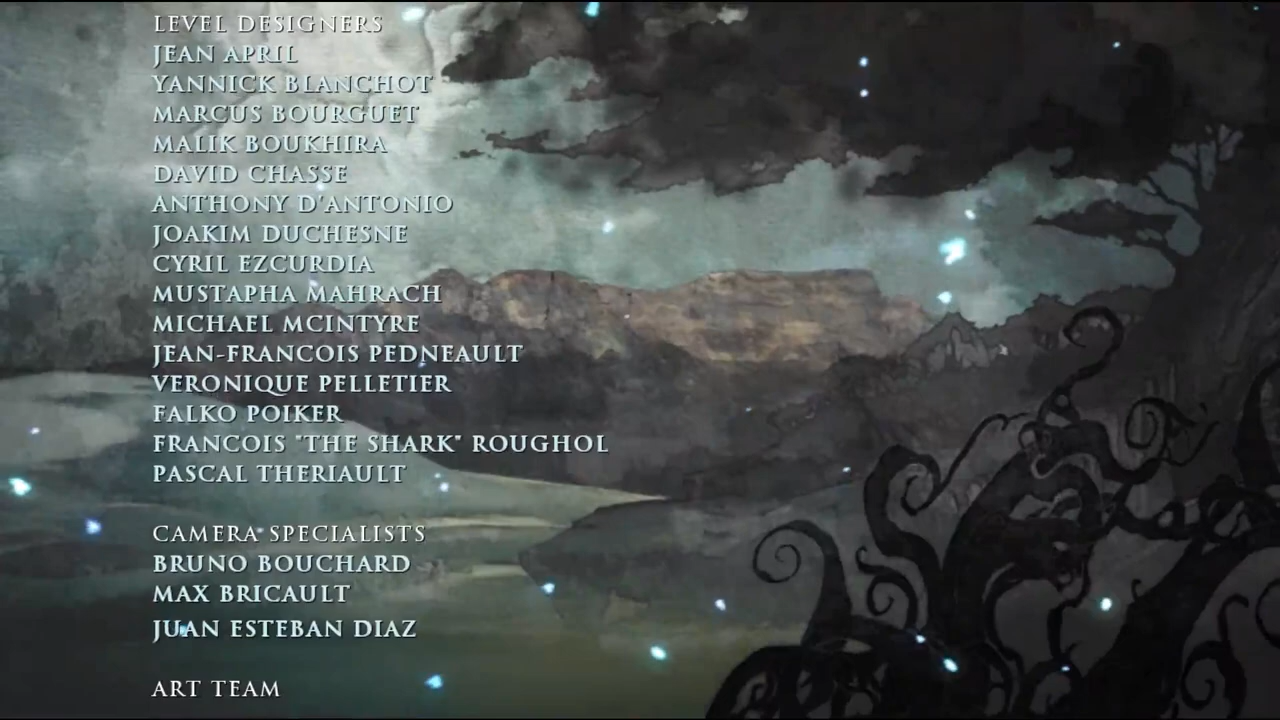 LEVEL DESIGNERS
JEAN APRIL
YANNICK BLANCHOT
MARCUS BOURGUET
MALIK BOUKHIRA
DAVID CHASSE
ANTHONY D'ANTONIO
JOAKIM DUCHESNE
CYRIL EZCURDIA
MUSTAPHA MAHRACH
MICHAEL MCINTYRE
JEAN-FRANCOIS PEDNEAULT
VERONIQUE PELLETIER
FALKO POIKER
FRANCOIS "THE SHARK" ROUGHOL
PASCAL THERIAULT
CAMERA SPECIALISTS
BRUNO BOUCHARD
MAX BRICAULT
JUAN ESTEBAN DIAZ
ART TEAM